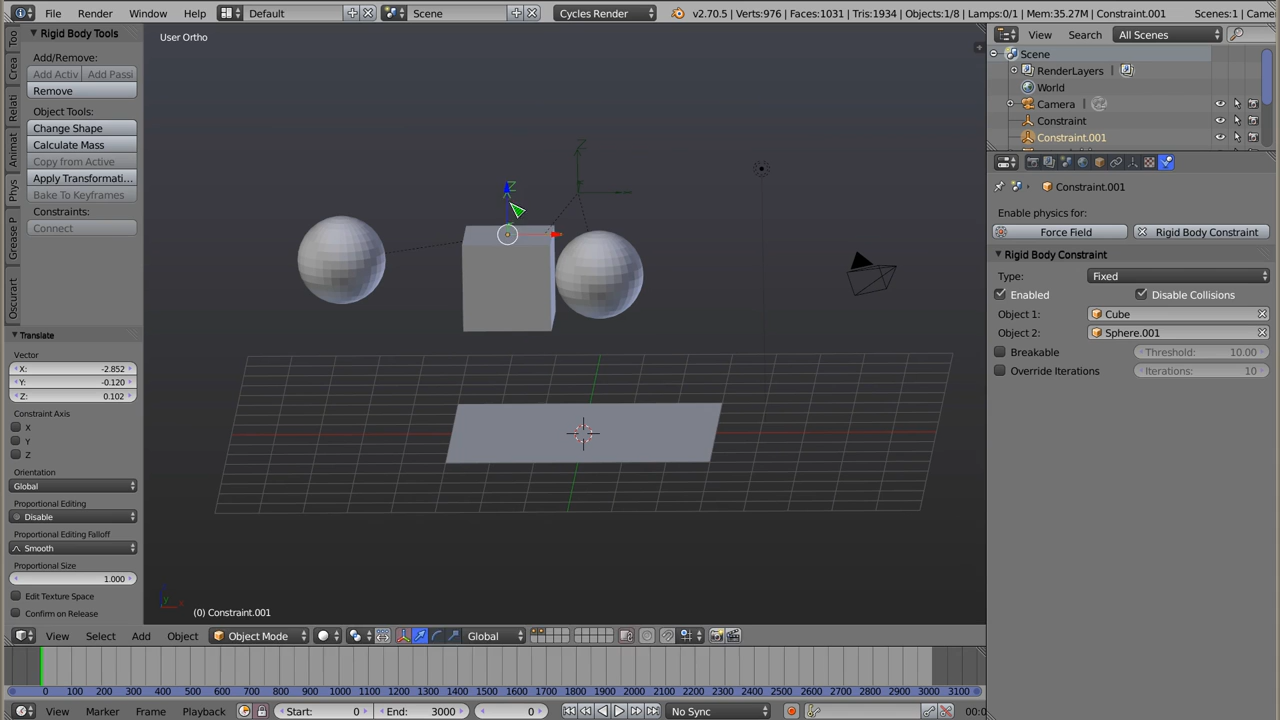 File Render Window Help Default Scene Cycles Render v2.70.5 | Verts:976 | Faces:1031 | Tris:1934 | Objects:1/8 | Lamps:0/1 | Mem:35.27M | Constraint.001 Scenes:1 | Came
Rigid Body Tools
Add/Remove:
Add Activ Add Passi
Remove
Object Tools:
Change Shape
Calculate Mass
Copy from Active
Apply Transformati...
Bake To Keyframes
Constraints:
Connect
Too
Crea
Relati
Animat
Phys
Grease P
Oscurart
Translate
Vector
X: -2.852
Y: -0.120
Z: 0.102
Constraint Axis
X
Y
Z
Orientation
Global
Proportional Editing
Disable
Proportional Editing Falloff
Smooth
Proportional Size
1.000
Edit Texture Space
Confirm on Release
User Ortho
Z
Z
(0) Constraint.001
View Select Add Object Object Mode Global
0 100 200 300 400 500 600 700 800 900 1000 1100 1200 1300 1400 1500 1600 1700 1800 1900 2000 2100 2200 2300 2400 2500 2600 2700 2800 2900 3000 3100
View Marker Frame Playback Start: 0 End: 3000 0 No Sync 00:0
View Search All Scenes
Scene
RenderLayers |
World
Camera |
Constraint
Constraint.001
Constraint.001
Enable physics for:
Force Field Rigid Body Constraint
Rigid Body Constraint
Type: Fixed
Enabled Disable Collisions
Object 1: Cube
Object 2: Sphere.001
Breakable Threshold: 10.00
Override Iterations Iterations: 10